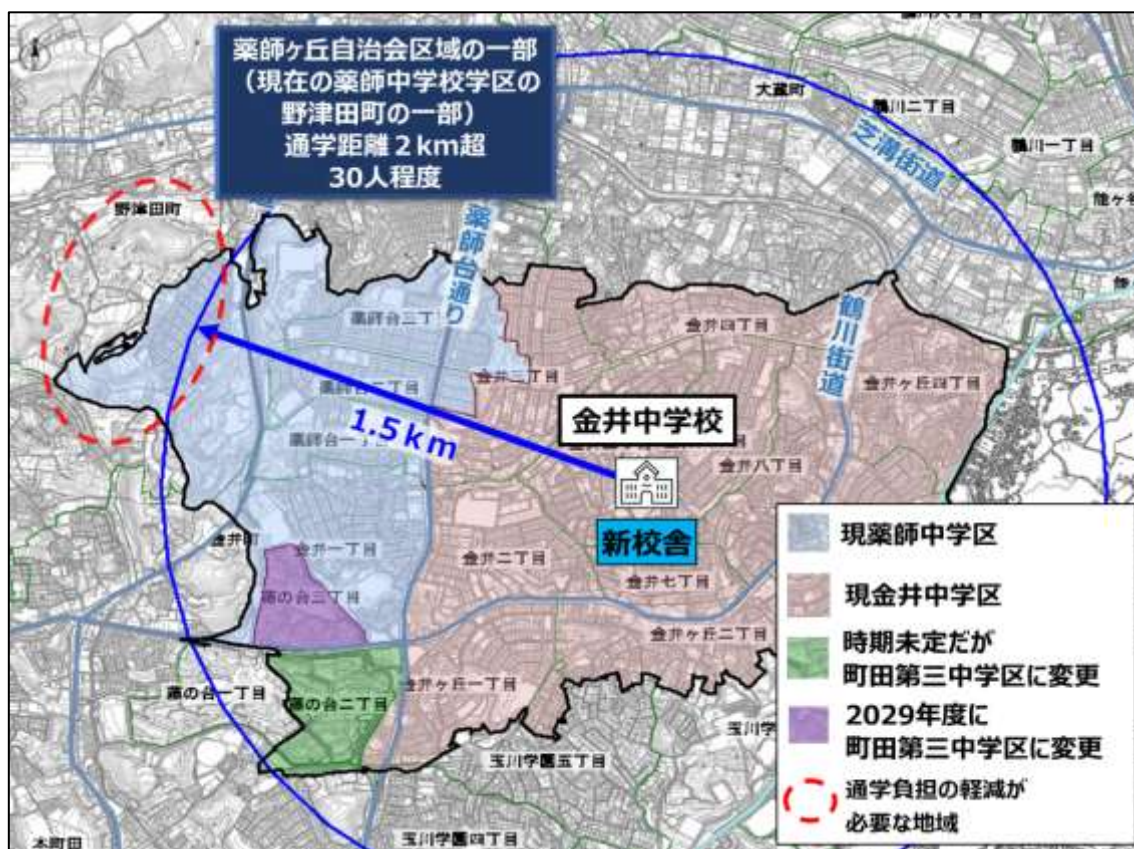 薬師ヶ丘自治会区域の一部
（現在の薬師中学校学区の
野津田町の一部）
通学距離２km超
30人程度
大蔵町
鶴川二丁目
鶴川一丁目
芝溝街道
能ヶ谷
野津田町
薬師台通り
薬師台三丁目
金井四丁目
鶴川街道
金井ヶ丘四丁目
金井三丁目
薬師台二丁目
1.5ｋｍ
金井中学校
薬師台一丁目
金井八丁目
新校舎
金井町
金井一丁目
金井二丁目
金井七丁目
藤の台三丁目
金井ヶ丘二丁目
藤の台一丁目
藤の台二丁目
金井ヶ丘一丁目
玉川学園五丁目
玉川学園四丁目
本町田
現薬師中学区
現金井中学区
時期未定だが
町田第三中学区に変更
2029年度に
町田第三中学区に変更
通学負担の軽減が
必要な地域